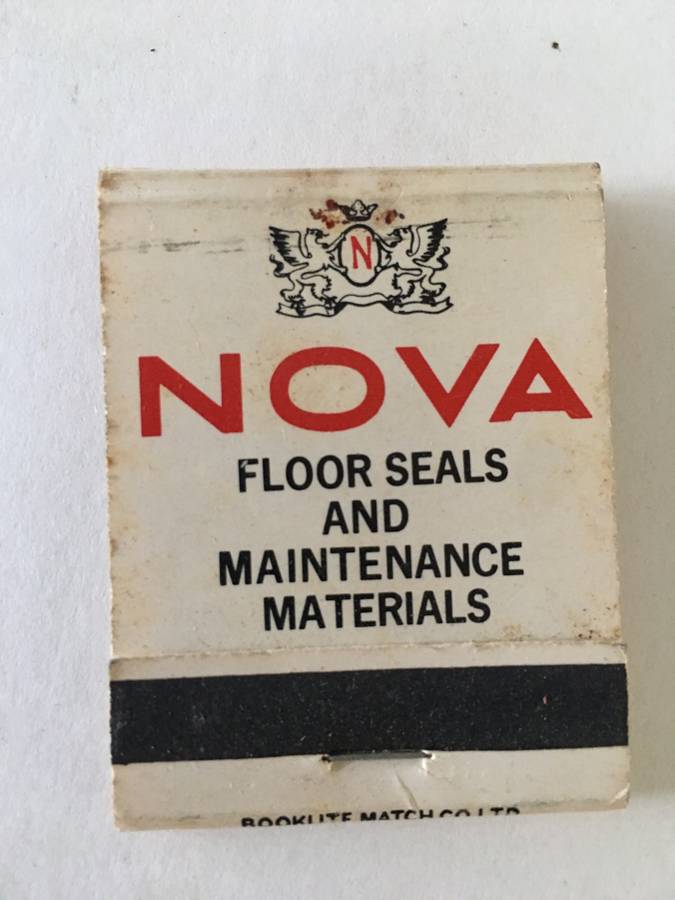 N
NOVA
FLOOR SEALS
AND
MAINTENANCE
MATERIALS
BOOKLITE MATCH CO LTD